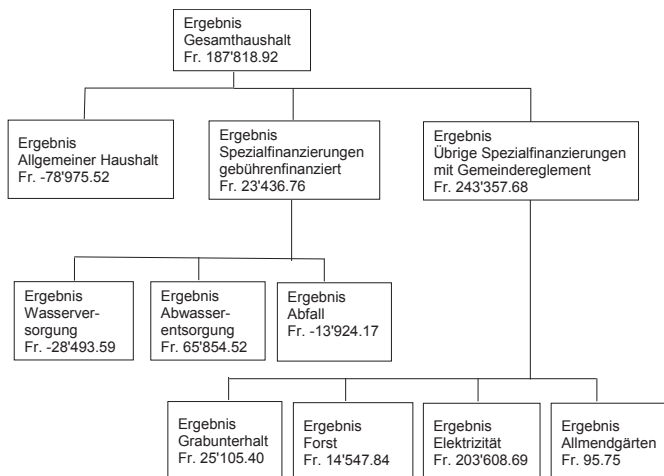 Ergebnis
Gesamthaushalt
Fr. 187'818.92
Ergebnis
Allgemeiner Haushalt
Fr. -78'975.52
Ergebnis
Spezialfinanzierungen
gebührenfinanziert
Fr. 23'436.76
Ergebnis
Übrige Spezialfinanzierungen
mit Gemeindereglement
Fr. 243'357.68
Ergebnis
Wasserver-
sorgung
Fr. -28'493.59
Ergebnis
Abwasser-
entsorgung
Fr. 65'854.52
Ergebnis
Abfall
Fr. -13'924.17
Ergebnis
Grabunterhalt
Fr. 25'105.40
Ergebnis
Forst
Fr. 14'547.84
Ergebnis
Elektrizität
Fr. 203'608.69
Ergebnis
Allmendgärten
Fr. 95.75